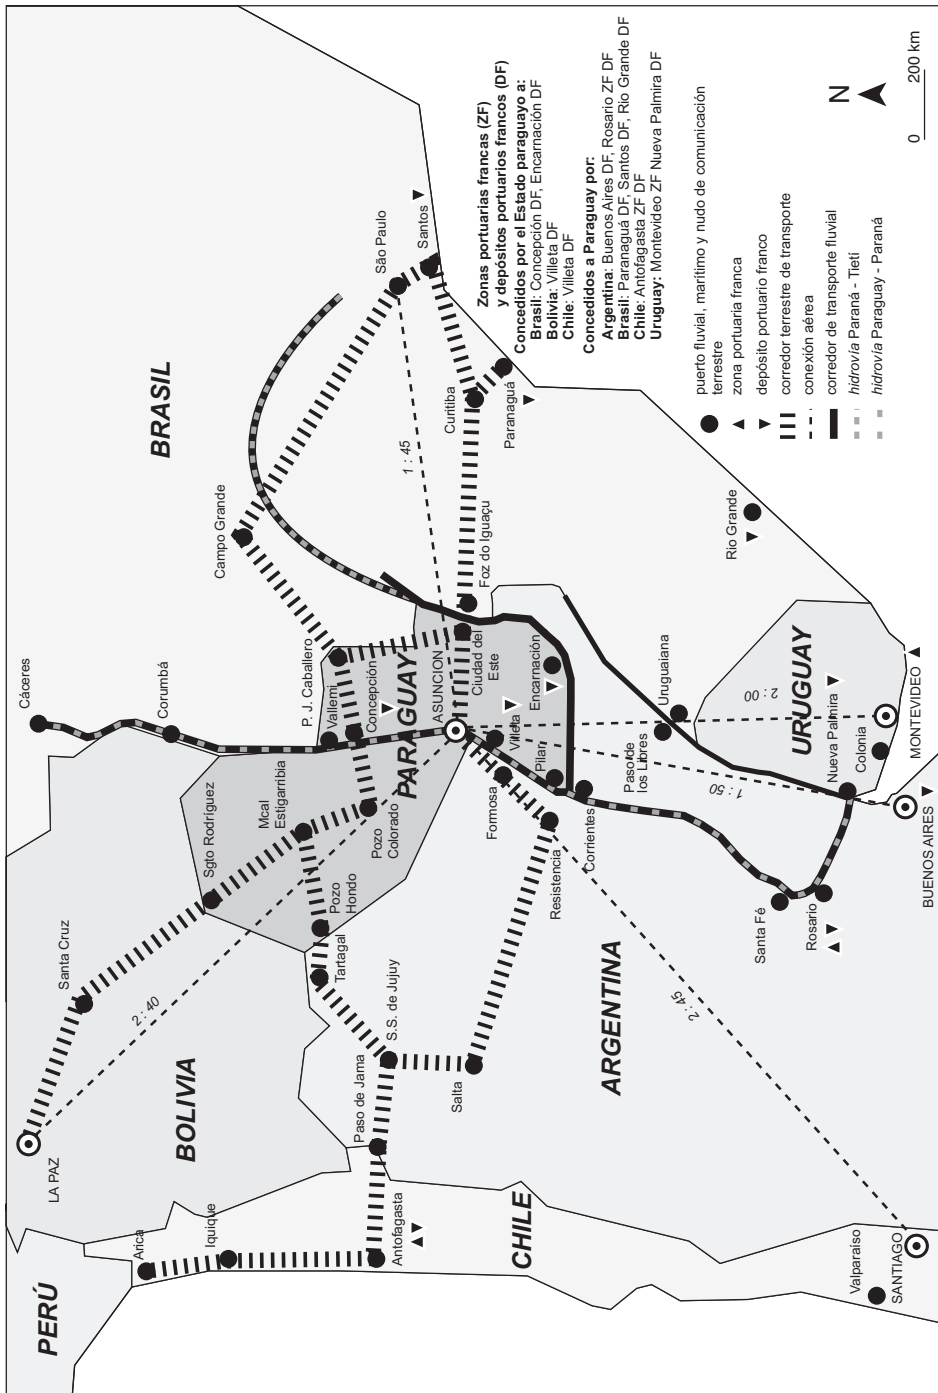 PERÚ
BOLIVIA
BRASIL
PARAGUAY
CHILE
ARGENTINA
URUGUAY
LA PAZ
Santa Cruz
Sgto Rodríguez
Mcal
Estigarribia
Pozo
Colorado
Pozo
Hondo
Tartagal
S.S. de Jujuy
Paso de Jama
Salta
Arica
Iquique
Antofagasta
Valparaiso
SANTIAGO
Cáceres
Corumbá
Vallemi
Concepción
P. J. Caballero
Campo Grande
São Paulo
Santos
Curitiba
Paranaguá
Foz do Iguaçu
Ciudad del
Este
ASUNCION
Villeta
Encarnación
Pilar
Formosa
Resistencia
Corrientes
Paso de
los Libres
Uruguaiana
Rio Grande
Santa Fé
Rosario
Nueva Palmira
Colonia
MONTEVIDEO
BUENOS AIRES
2 : 40
1 : 45
2 : 00
1 : 50
2 : 45
Zonas portuarias francas (ZF)
y depósitos portuarios francos (DF)
Concedidos por el Estado paraguayo a:
Brasil: Concepción DF, Encarnación DF
Bolivia: Villeta DF
Chile: Villeta DF
Concedidos a Paraguay por:
Argentina: Buenos Aires DF, Rosario ZF DF
Brasil: Paranaguá DF, Santos DF, Rio Grande DF
Chile: Antofagasta ZF DF
Uruguay: Montevideo ZF Nueva Palmira DF
puerto fluvial, marítimo y nudo de comunicación
terrestre
zona portuaria franca
depósito portuario franco
corredor terrestre de transporte
conexión aérea
corredor de transporte fluvial
hidrovía Paraná - Tietí
hidrovía Paraguay - Paraná
N
0
200 km